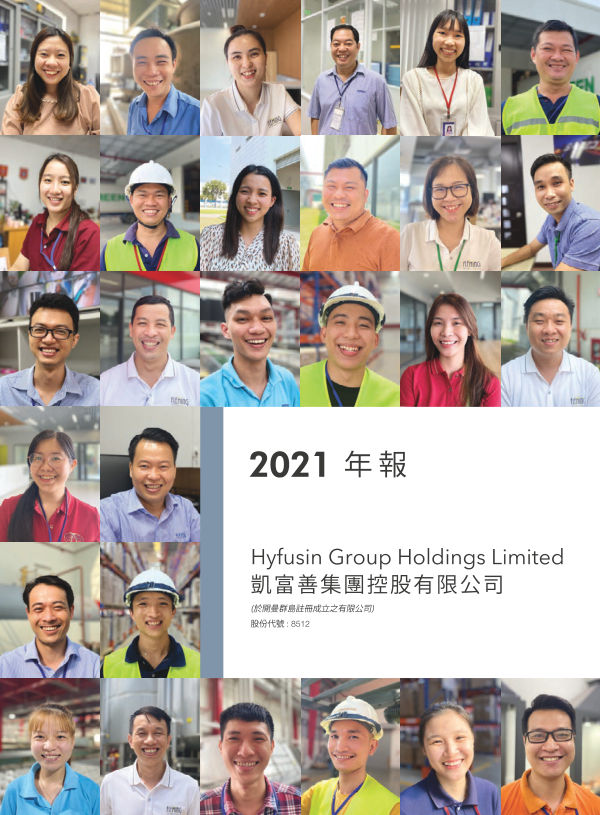 2021 年報
Hyfusin Group Holdings Limited
凱富善集團控股有限公司
(於開曼群島註冊成立之有限公司)
股份代號 : 8512